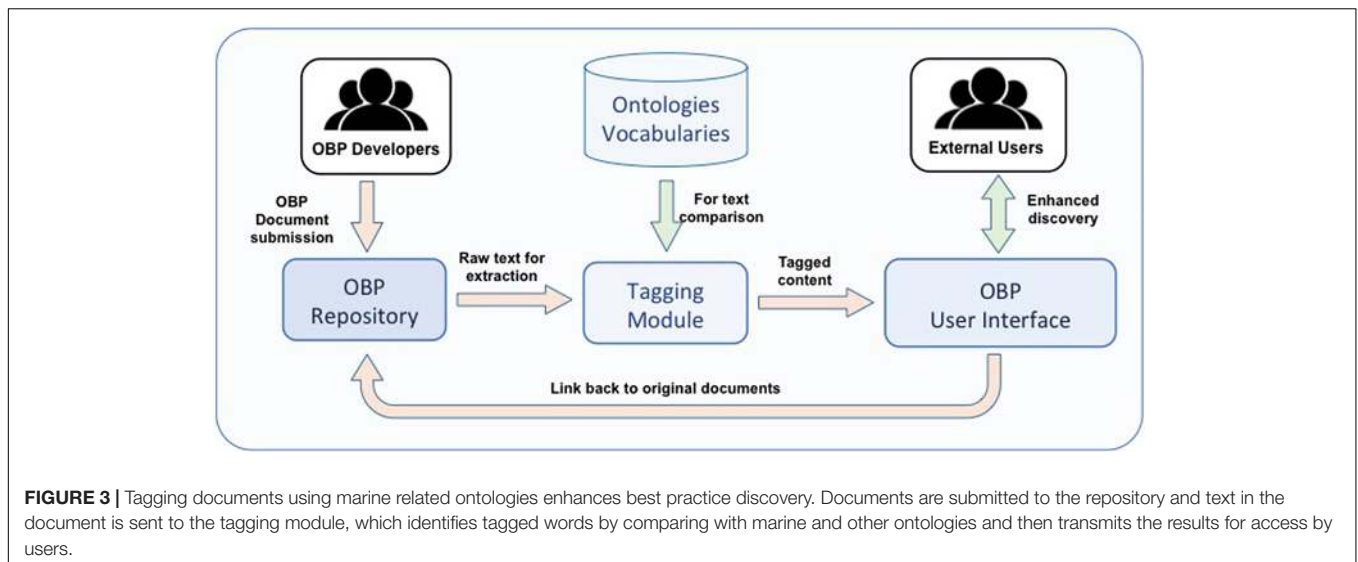 OBP Developers
Ontologies
Vocabularies
External Users
OBP
Document
submission
For text
comparison
Enhanced
discovery
OBP
Repository
Raw text for
extraction
Tagging
Module
Tagged
content
OBP
User Interface
Link back to original documents
FIGURE 3 | Tagging documents using marine related ontologies enhances best practice discovery. Documents are submitted to the repository and text in the
document is sent to the tagging module, which identifies tagged words by comparing with marine and other ontologies and then transmits the results for access by
users.